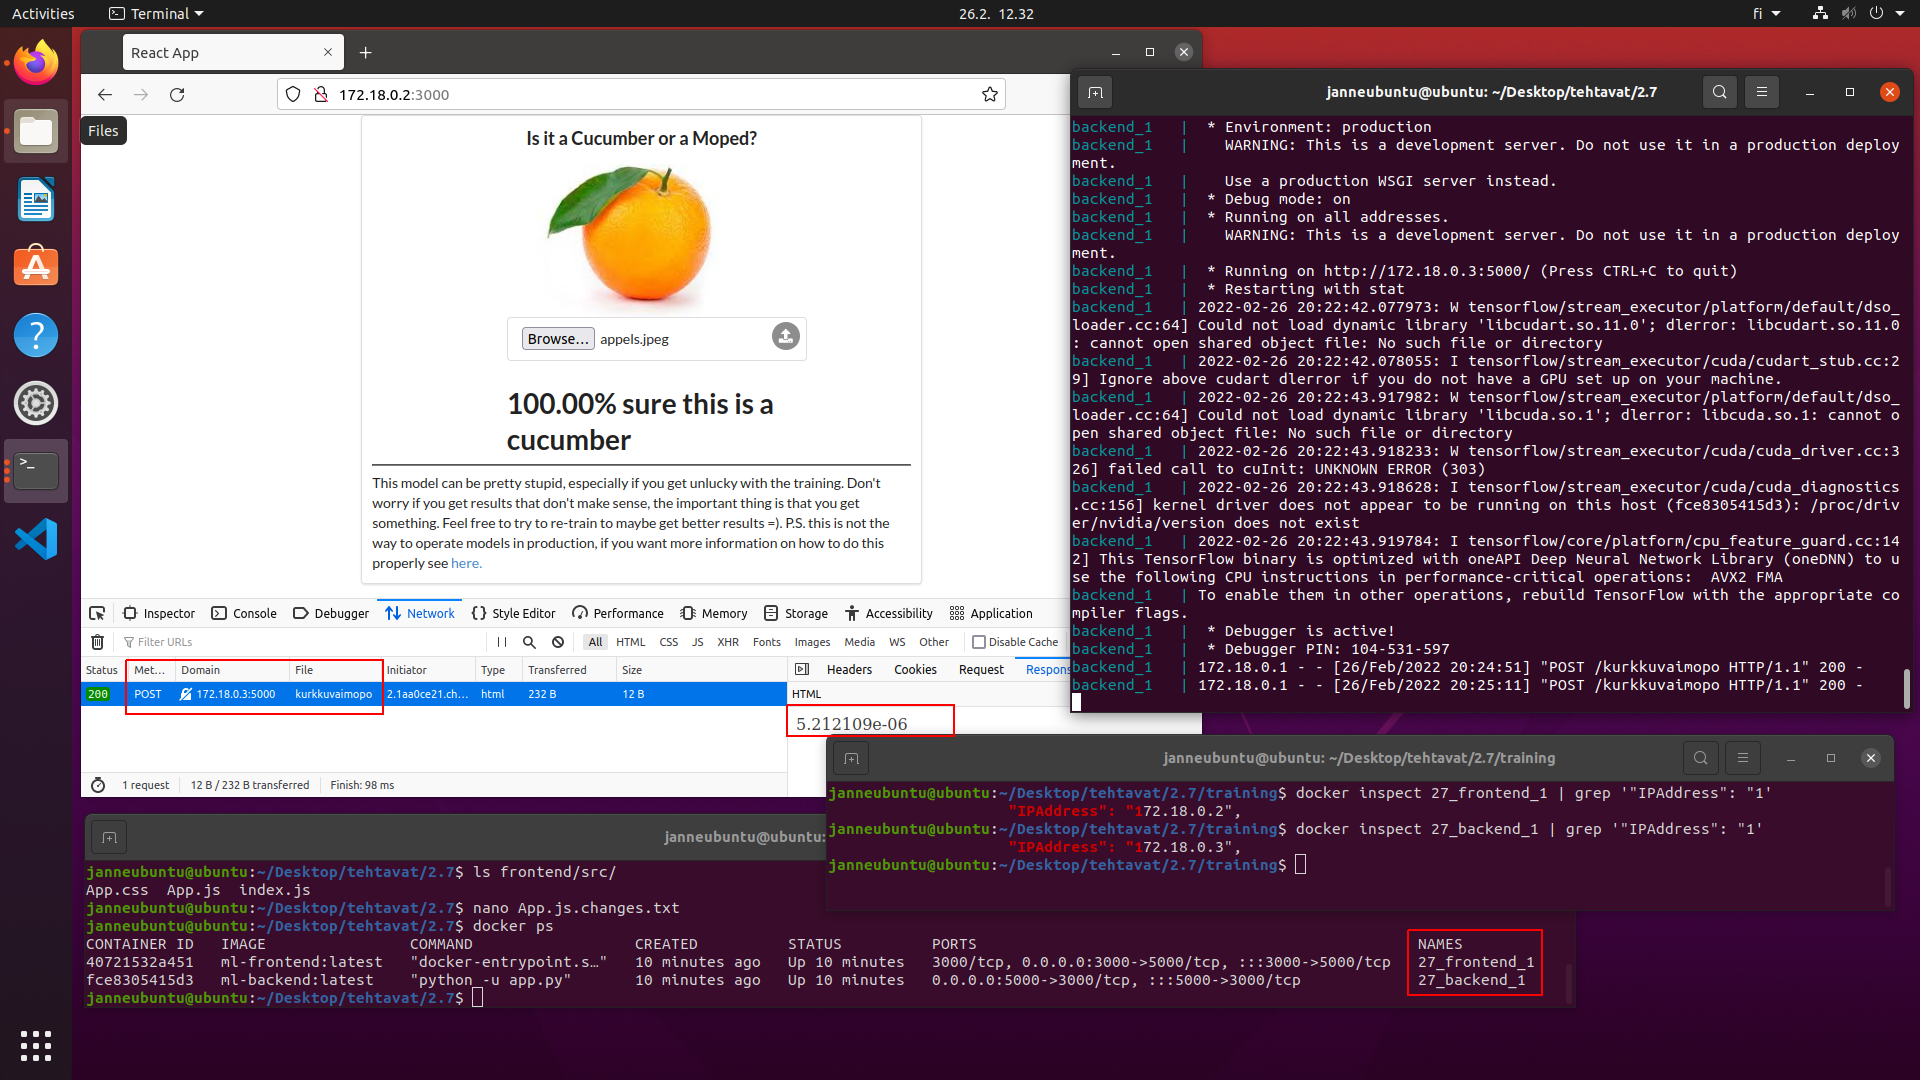 Activities
Terminal
26.2. 12.32
fi
React App
172.18.0.2:3000
Files
Is it a Cucumber or a Moped?
Browse...
appels.jpeg
100.00% sure this is a
cucumber
This model can be pretty stupid, especially if you get unlucky with the training. Don't
worry if you get results that don't make sense, the important thing is that you get
something. Feel free to try to re-train to maybe get better results =). P.S. this is not the
way to operate models in production, if you want more information on how to do this
properly see here.
Inspector Console Debugger Network Style Editor Performance Memory Storage Accessibility Application
Filter URLs
All HTML CSS JS XHR Fonts Images Media WS Other Disable Cache
Status Met... Domain File Initiator Type Transferred Size
200 POST 172.18.0.3:5000 kurkkuvaimopo 2.1aa0ce21.ch... html 232 B 12 B
Headers Cookies Request Respons
HTML
5.212109e-06
1 request 12 B / 232 B transferred Finish: 98 ms
janneubuntu@ubuntu: ~/Desktop/tehtavat/2.7
backend_1 | * Environment: production
backend_1 | WARNING: This is a development server. Do not use it in a production deploy
ment.
backend_1 | Use a production WSGI server instead.
backend_1 | * Debug mode: on
backend_1 | * Running on all addresses.
backend_1 | WARNING: This is a development server. Do not use it in a production deploy
ment.
backend_1 | * Running on http://172.18.0.3:5000/ (Press CTRL+C to quit)
backend_1 | * Restarting with stat
backend_1 | 2022-02-26 20:22:42.077973: W tensorflow/stream_executor/platform/default/dso_
loader.cc:64] Could not load dynamic library 'libcudart.so.11.0'; dlerror: libcudart.so.11.0
: cannot open shared object file: No such file or directory
backend_1 | 2022-02-26 20:22:42.078055: I tensorflow/stream_executor/cuda/cudart_stub.cc:2
9] Ignore above cudart dlerror if you do not have a GPU set up on your machine.
backend_1 | 2022-02-26 20:22:43.917982: W tensorflow/stream_executor/platform/default/dso_
loader.cc:64] Could not load dynamic library 'libcuda.so.1'; dlerror: libcuda.so.1: cannot o
pen shared object file: No such file or directory
backend_1 | 2022-02-26 20:22:43.918233: W tensorflow/stream_executor/cuda/cuda_driver.cc:3
26] failed call to cuInit: UNKNOWN ERROR (303)
backend_1 | 2022-02-26 20:22:43.918628: I tensorflow/stream_executor/cuda/cuda_diagnostics
.cc:156] kernel driver does not appear to be running on this host (fce8305415d3): /proc/driv
er/nvidia/version does not exist
backend_1 | 2022-02-26 20:22:43.919784: I tensorflow/core/platform/cpu_feature_guard.cc:14
2] This TensorFlow binary is optimized with oneAPI Deep Neural Network Library (oneDNN) to u
se the following CPU instructions in performance-critical operations: AVX2 FMA
backend_1 | To enable them in other operations, rebuild TensorFlow with the appropriate co
mpiler flags.
backend_1 | * Debugger is active!
backend_1 | * Debugger PIN: 104-531-597
backend_1 | 172.18.0.1 - - [26/Feb/2022 20:24:51] "POST /kurkkuvaimopo HTTP/1.1" 200 -
backend_1 | 172.18.0.1 - - [26/Feb/2022 20:25:11] "POST /kurkkuvaimopo HTTP/1.1" 200 -
janneubuntu@ubuntu: ~/Desktop/tehtavat/2.7/training
janneubuntu@ubuntu:~/Desktop/tehtavat/2.7/training$ docker inspect 27_frontend_1 | grep '"IPAddress": "1'
"IPAddress": "172.18.0.2",
janneubuntu@ubuntu:~/Desktop/tehtavat/2.7/training$ docker inspect 27_backend_1 | grep '"IPAddress": "1'
"IPAddress": "172.18.0.3",
janneubuntu@ubuntu:~/Desktop/tehtavat/2.7/training$
janneubuntu@ubuntu:
janneubuntu@ubuntu:~/Desktop/tehtavat/2.7$ ls frontend/src/
App.css App.js index.js
janneubuntu@ubuntu:~/Desktop/tehtavat/2.7$ nano App.js.changes.txt
janneubuntu@ubuntu:~/Desktop/tehtavat/2.7$ docker ps
CONTAINER ID IMAGE COMMAND CREATED STATUS PORTS NAMES
40721532a451 ml-frontend:latest "docker-entrypoint.s…" 10 minutes ago Up 10 minutes 3000/tcp, 0.0.0.0:3000->5000/tcp, :::3000->5000/tcp 27_frontend_1
fce8305415d3 ml-backend:latest "python -u app.py" 10 minutes ago Up 10 minutes 0.0.0.0:5000->3000/tcp, :::5000->3000/tcp 27_backend_1
janneubuntu@ubuntu:~/Desktop/tehtavat/2.7$